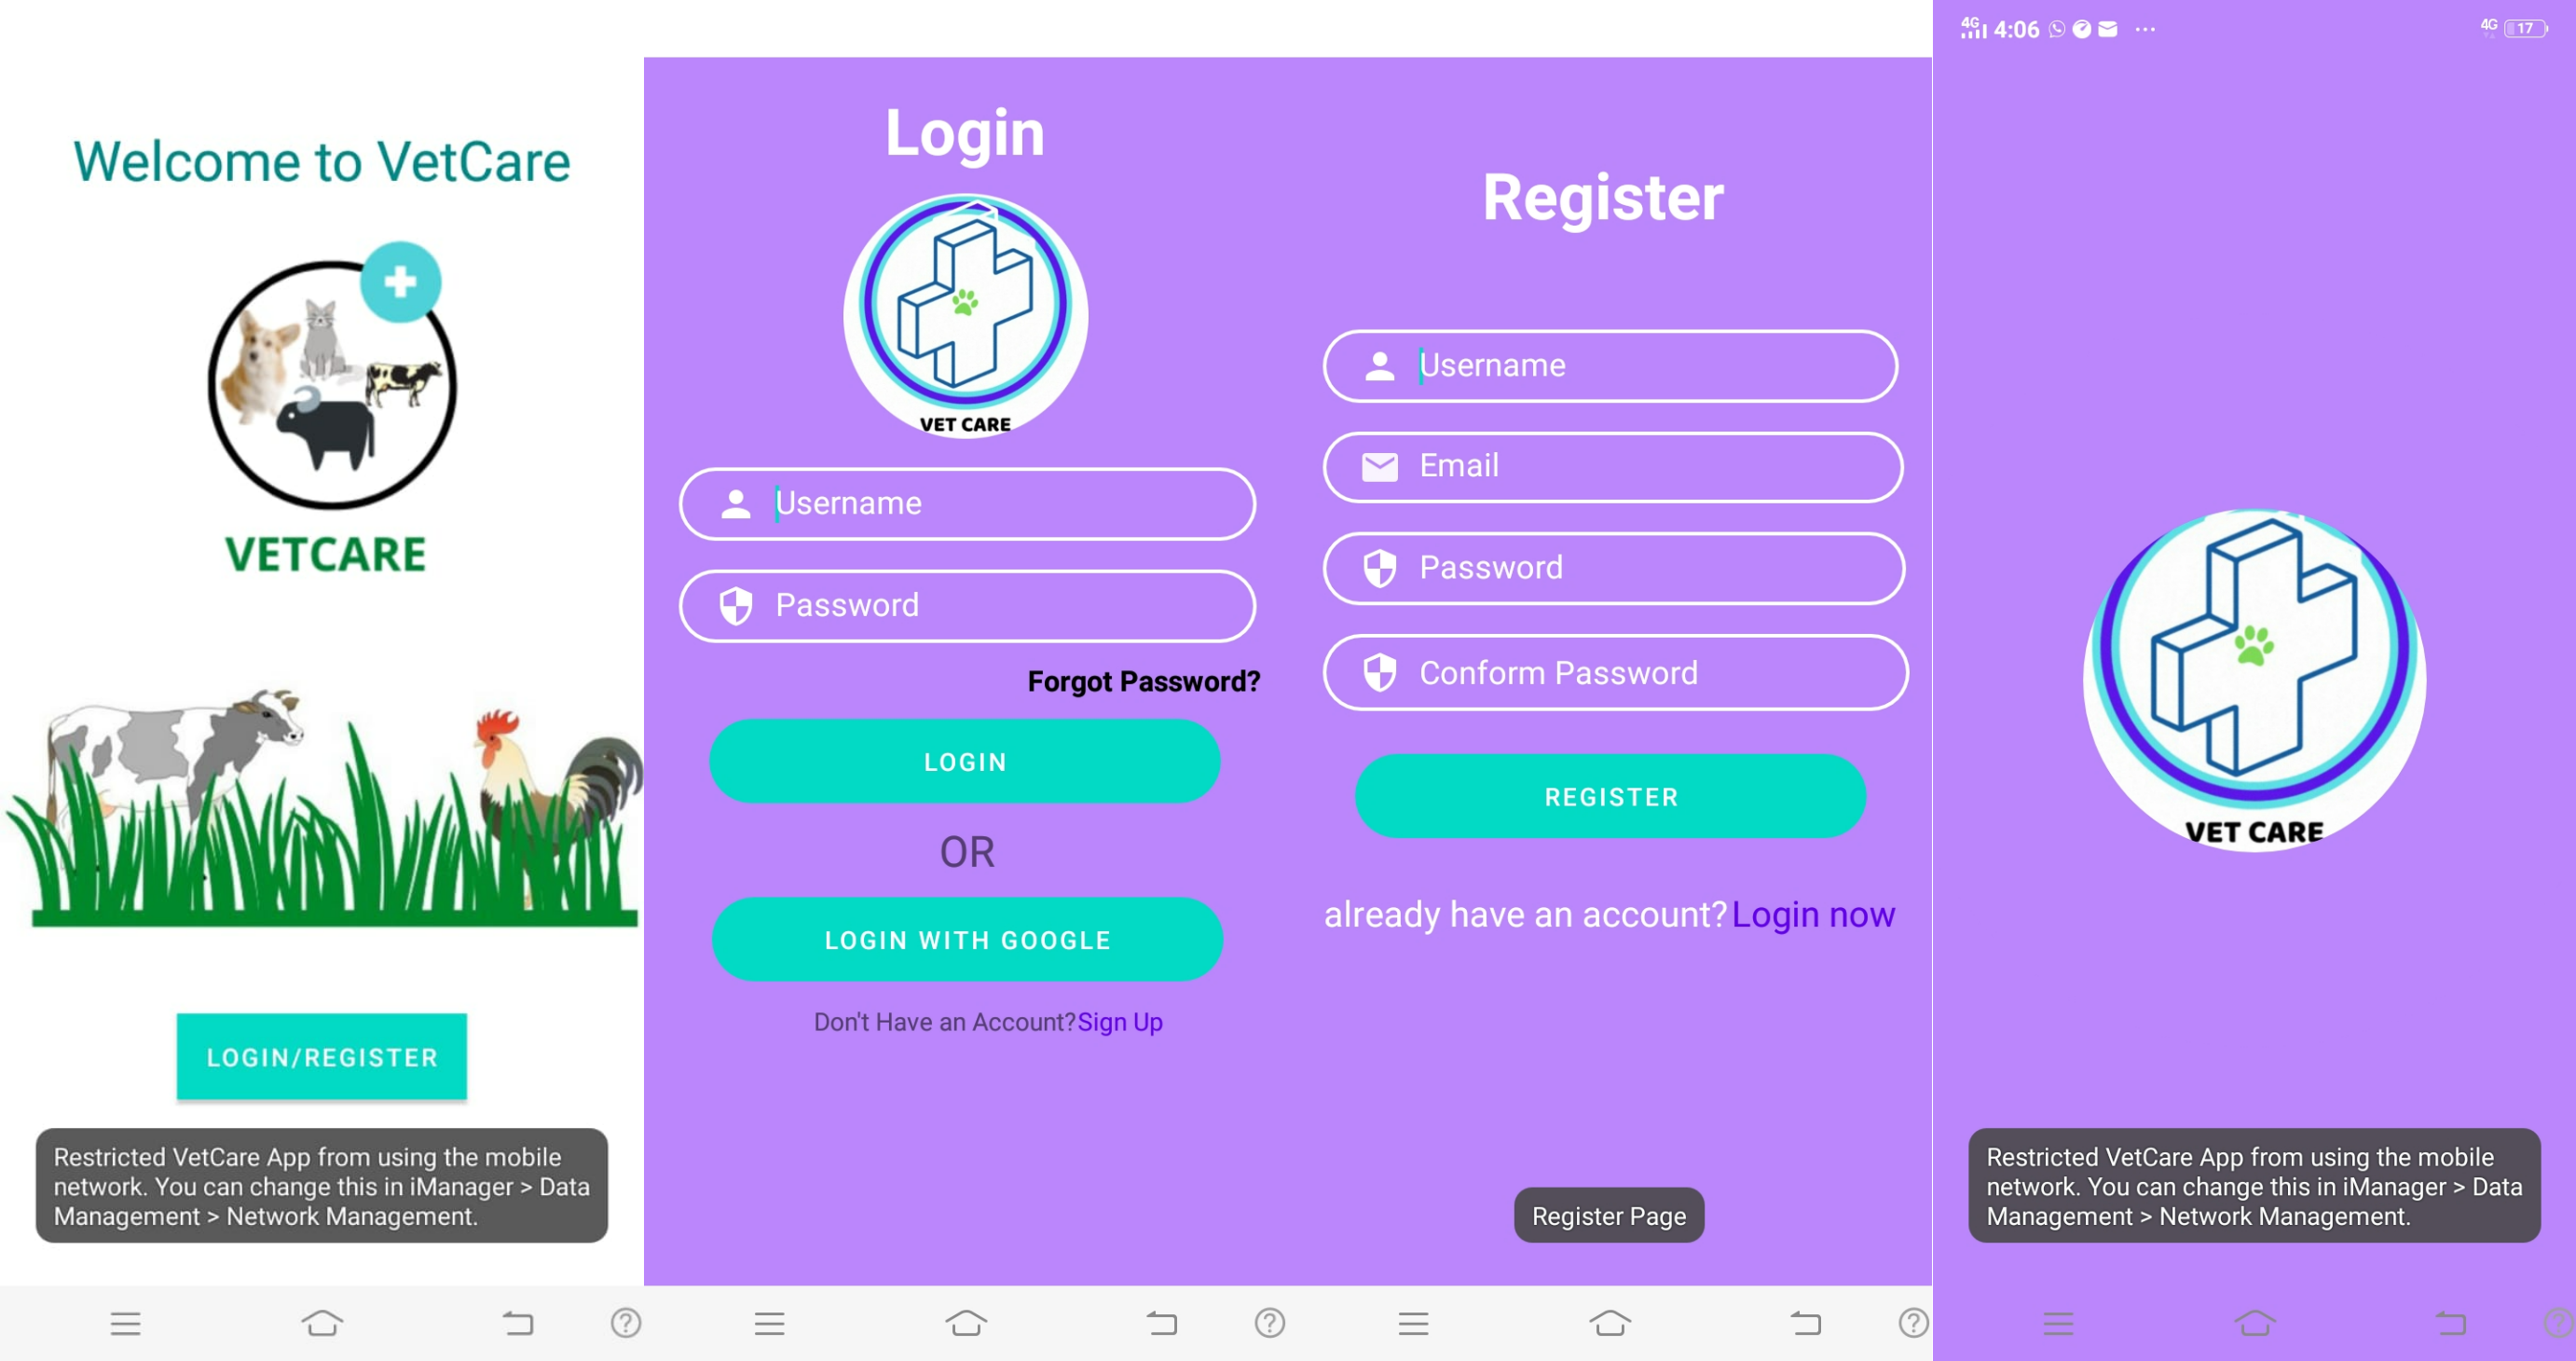 Welcome to VetCare
VETCARE
LOGIN/REGISTER
Restricted VetCare App from using the mobile
network. You can change this in iManager > Data
Management > Network Management.
Login
VET CARE
Username
Password
Forgot Password?
LOGIN
OR
LOGIN WITH GOOGLE
Don't Have an Account?Sign Up
Register
Username
Email
Password
Conform Password
REGISTER
already have an account?Login now
Register Page
4G 4:06 ... 4G 17
VET CARE
Restricted VetCare App from using the mobile
network. You can change this in iManager > Data
Management > Network Management.